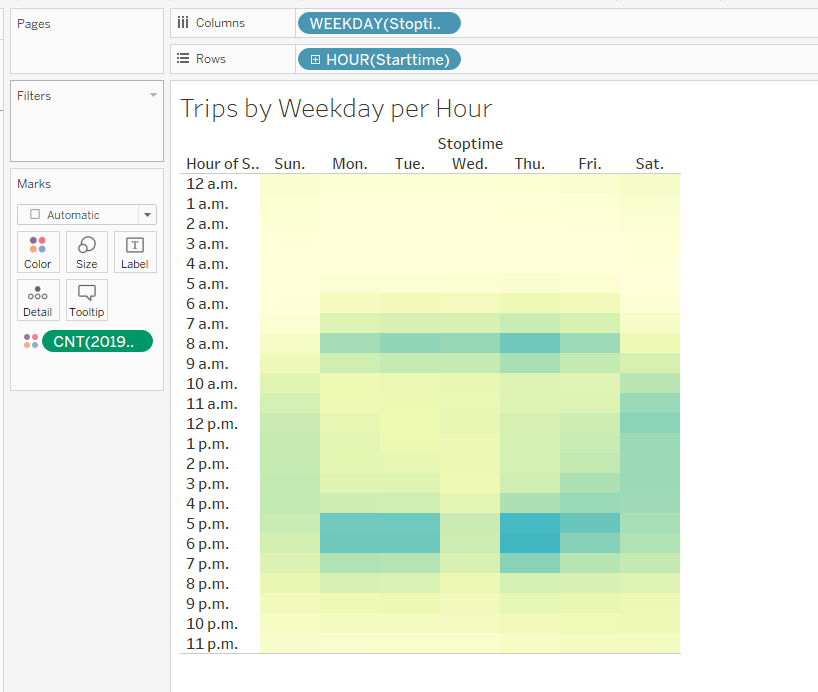 Pages
Columns WEEKDAY(Stopti..
Rows HOUR(Starttime)
Filters
Marks
Automatic
Color Size Label
T
Detail Tooltip
CNT(2019..
Trips by Weekday per Hour
Stoptime
Hour of S.. Sun. Mon. Tue. Wed. Thu. Fri. Sat.
12 a.m.
1 a.m.
2 a.m.
3 a.m.
4 a.m.
5 a.m.
6 a.m.
7 a.m.
8 a.m.
9 a.m.
10 a.m.
11 a.m.
12 p.m.
1 p.m.
2 p.m.
3 p.m.
4 p.m.
5 p.m.
6 p.m.
7 p.m.
8 p.m.
9 p.m.
10 p.m.
11 p.m.